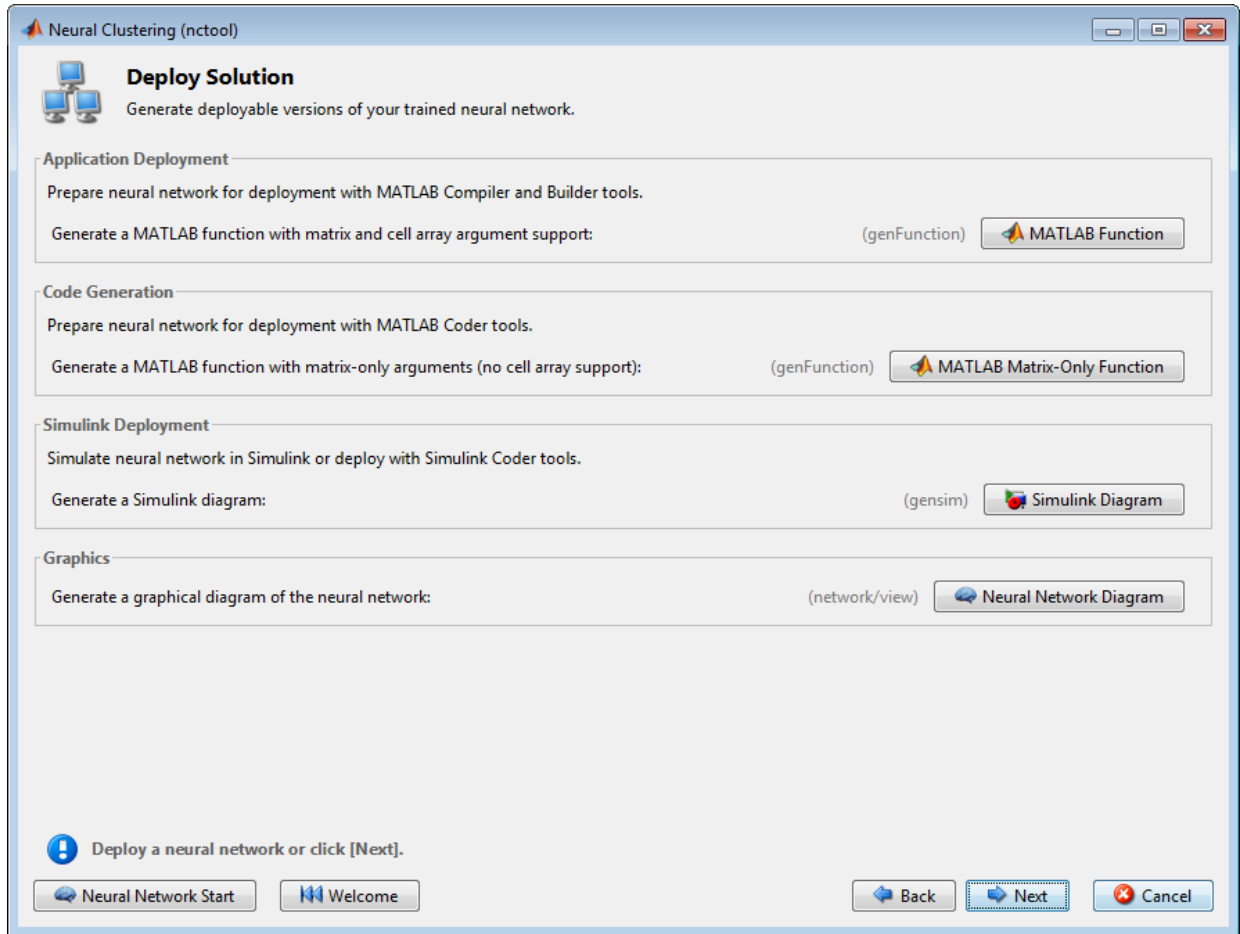 Neural Clustering (nctool)
Deploy Solution
Generate deployable versions of your trained neural network.
Application Deployment
Prepare neural network for deployment with MATLAB Compiler and Builder tools.
Generate a MATLAB function with matrix and cell array argument support: (genFunction) MATLAB Function
Code Generation
Prepare neural network for deployment with MATLAB Coder tools.
Generate a MATLAB function with matrix-only arguments (no cell array support): (genFunction) MATLAB Matrix-Only Function
Simulink Deployment
Simulate neural network in Simulink or deploy with Simulink Coder tools.
Generate a Simulink diagram: (gensim) Simulink Diagram
Graphics
Generate a graphical diagram of the neural network: (network/view) Neural Network Diagram
Deploy a neural network or click [Next].
Neural Network Start Welcome Back Next Cancel